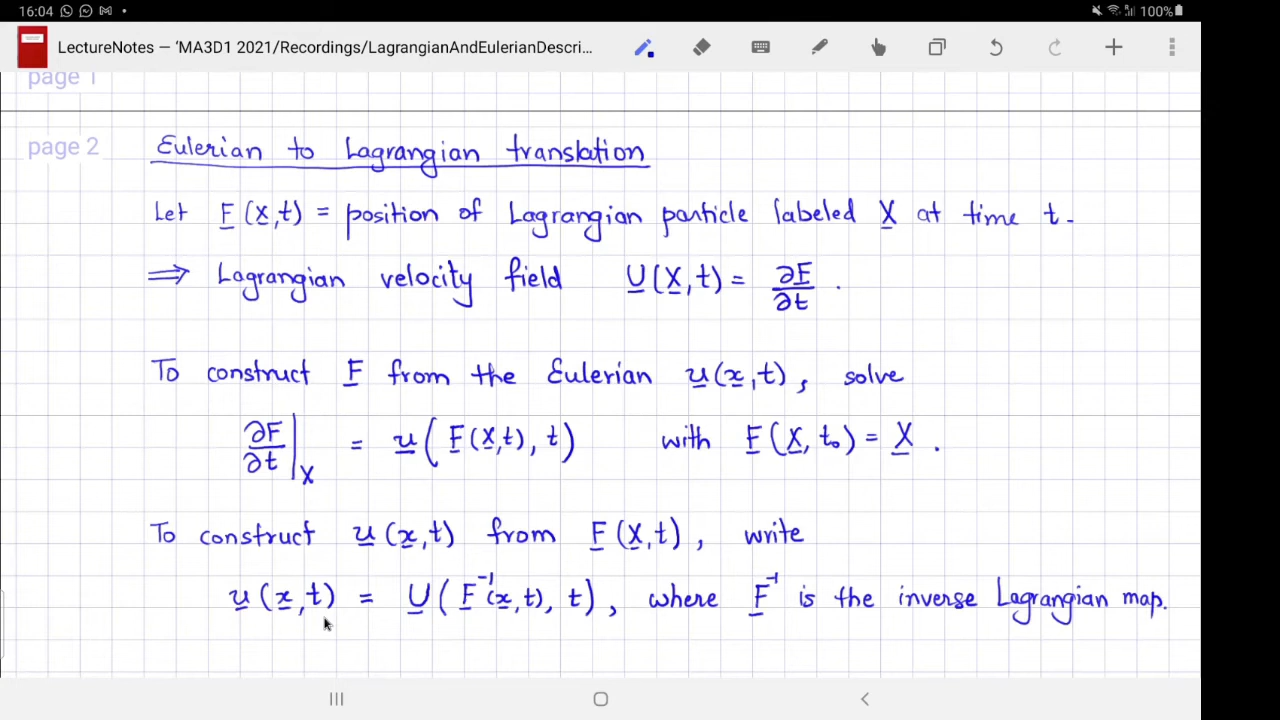 16:04 100%
LectureNotes — ‘MA3D1 2021/Recordings/LagrangianAndEulerianDescri...
page 1
page 2
Eulerian to Lagrangian translation
Let F(X,t) = position of Lagrangian particle labeled X at time t.
⟹ Lagrangian velocity field U(X,t) = ∂F/∂t .
To construct F from the Eulerian u(x,t), solve
∂F/∂t|X = u(F(X,t), t) with F(X, t₀) = X .
To construct u(x,t) from F(X,t), write
u(x,t) = U(F⁻¹(x,t), t), where F⁻¹ is the inverse Lagrangian map.